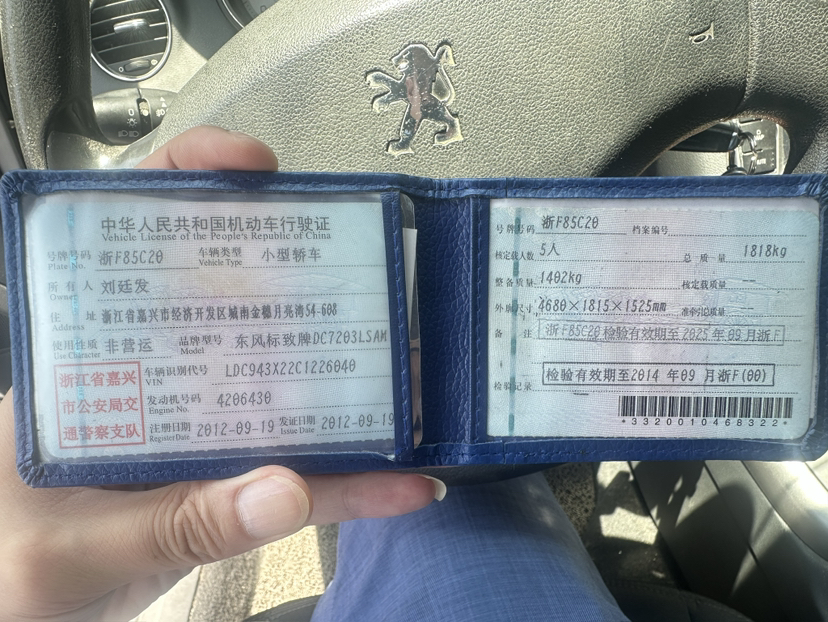 中华人民共和国机动车行驶证
Vehicle License of the People's Republic of China
号牌号码 浙F85C20 车辆类型 小型轿车
Plate No. Vehicle Type
所有人 刘廷发
Owner
住址 浙江省嘉兴市经济开发区城南金穗月亮湾54-608
Address
使用性质 非营运 品牌型号 东风标致牌DC7203LSAM
Use Character Model
浙江省嘉兴
市公安局交
通警察支队
车辆识别代号 LDC943X22C1226040
VIN
发动机号码 4206430
Engine No.
注册日期 2012-09-19 发证日期 2012-09-19
Register Date Issue Date
号牌号码 浙F85C20 档案编号
核定载人数 5人 总质量 1818kg
整备质量 1402kg 核定载质量 --
外廓尺寸 4680×1815×1525mm 准牵引总质量 --
备注 浙F85C20 检验有效期至2025年09月浙F
检验有效期至2014年09月浙F(00)
检验记录
*3320010468322*